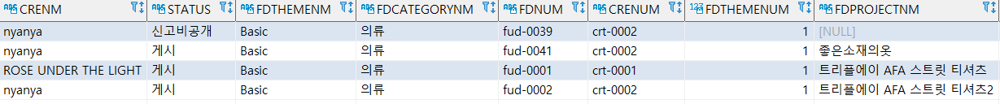 CRENM STATUS FDTHEMENM FDCATEGORYNM FDNUM CRENUM FDTHEMENUM FDPROJECTNM
nyanya 신고비공개 Basic 의류 fud-0039 crt-0002 1 [NULL]
nyanya 게시 Basic 의류 fud-0041 crt-0002 1 좋은소재의옷
ROSE UNDER THE LIGHT 게시 Basic 의류 fud-0001 crt-0001 1 트리플에이 AFA 스트릿 티셔츠
nyanya 게시 Basic 의류 fud-0002 crt-0002 1 트리플에이 AFA 스트릿 티셔츠2